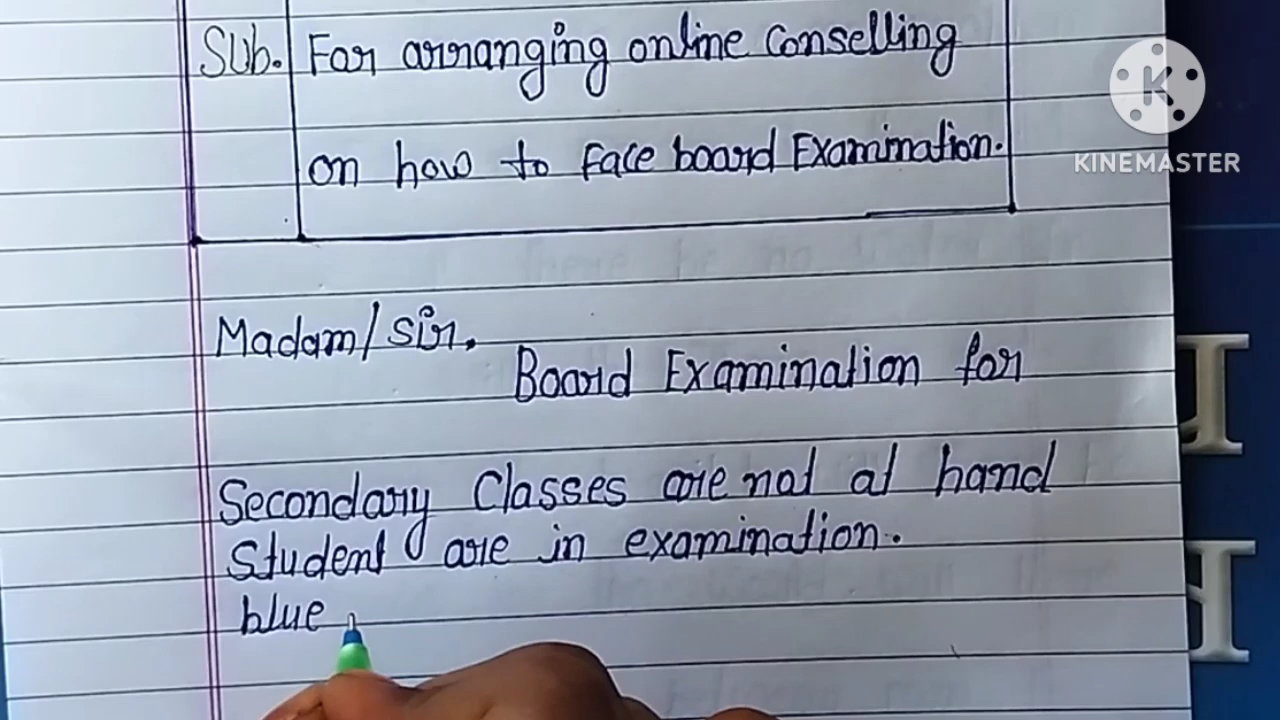 Sub. For arranging online Conselling
on how to face board Examination.
KINEMASTER
Madam/Sir.
Board Examination for
Secondary Classes are not at hand
Student are in examination.
blue